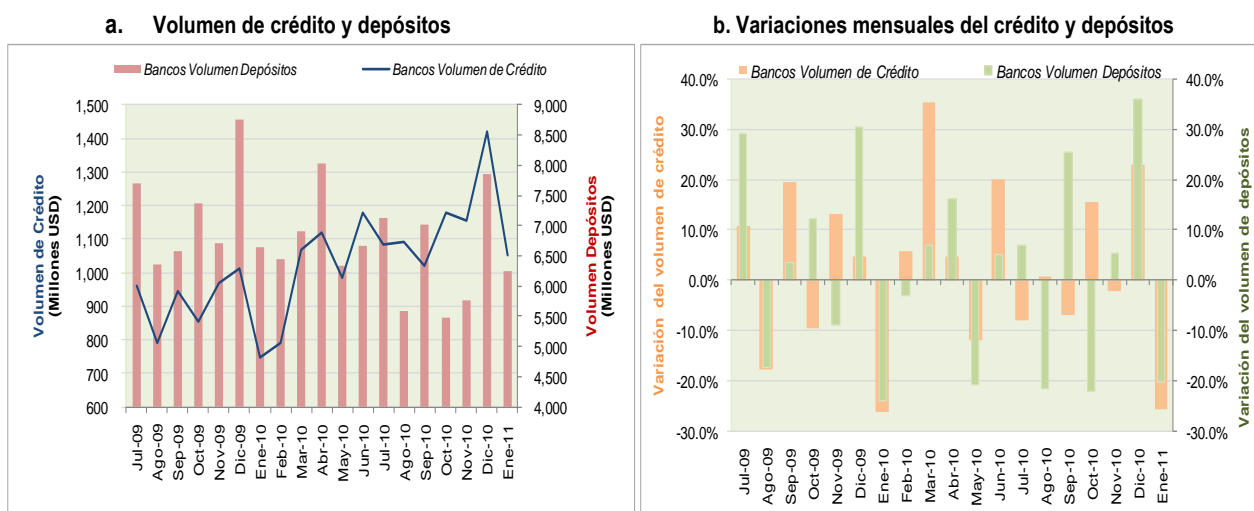 a. Volumen de crédito y depósitos
Bancos Volumen Depósitos
Bancos Volumen de Crédito
Volumen de Crédito
(Millones USD)
1,500
1,400
1,300
1,200
1,100
1,000
900
800
700
600
9,000
8,500
8,000
7,500
7,000
6,500
6,000
5,500
5,000
4,500
4,000
Volumen Depósitos
(Millones USD)
Jul-09
Ago-09
Sep-09
Oct-09
Nov-09
Dic-09
Ene-10
Feb-10
Mar-10
Abr-10
May-10
Jun-10
Jul-10
Ago-10
Sep-10
Oct-10
Nov-10
Dic-10
Ene-11
b. Variaciones mensuales del crédito y depósitos
Bancos Volumen de Crédito
Bancos Volumen Depósitos
Variación del volumen de crédito
40.0%
30.0%
20.0%
10.0%
0.0%
-10.0%
-20.0%
-30.0%
40.0%
30.0%
20.0%
10.0%
0.0%
-10.0%
-20.0%
-30.0%
Variación del volumen de depósitos
Jul-09
Ago-09
Sep-09
Oct-09
Nov-09
Dic-09
Ene-10
Feb-10
Mar-10
Abr-10
May-10
Jun-10
Jul-10
Ago-10
Sep-10
Oct-10
Nov-10
Dic-10
Ene-11